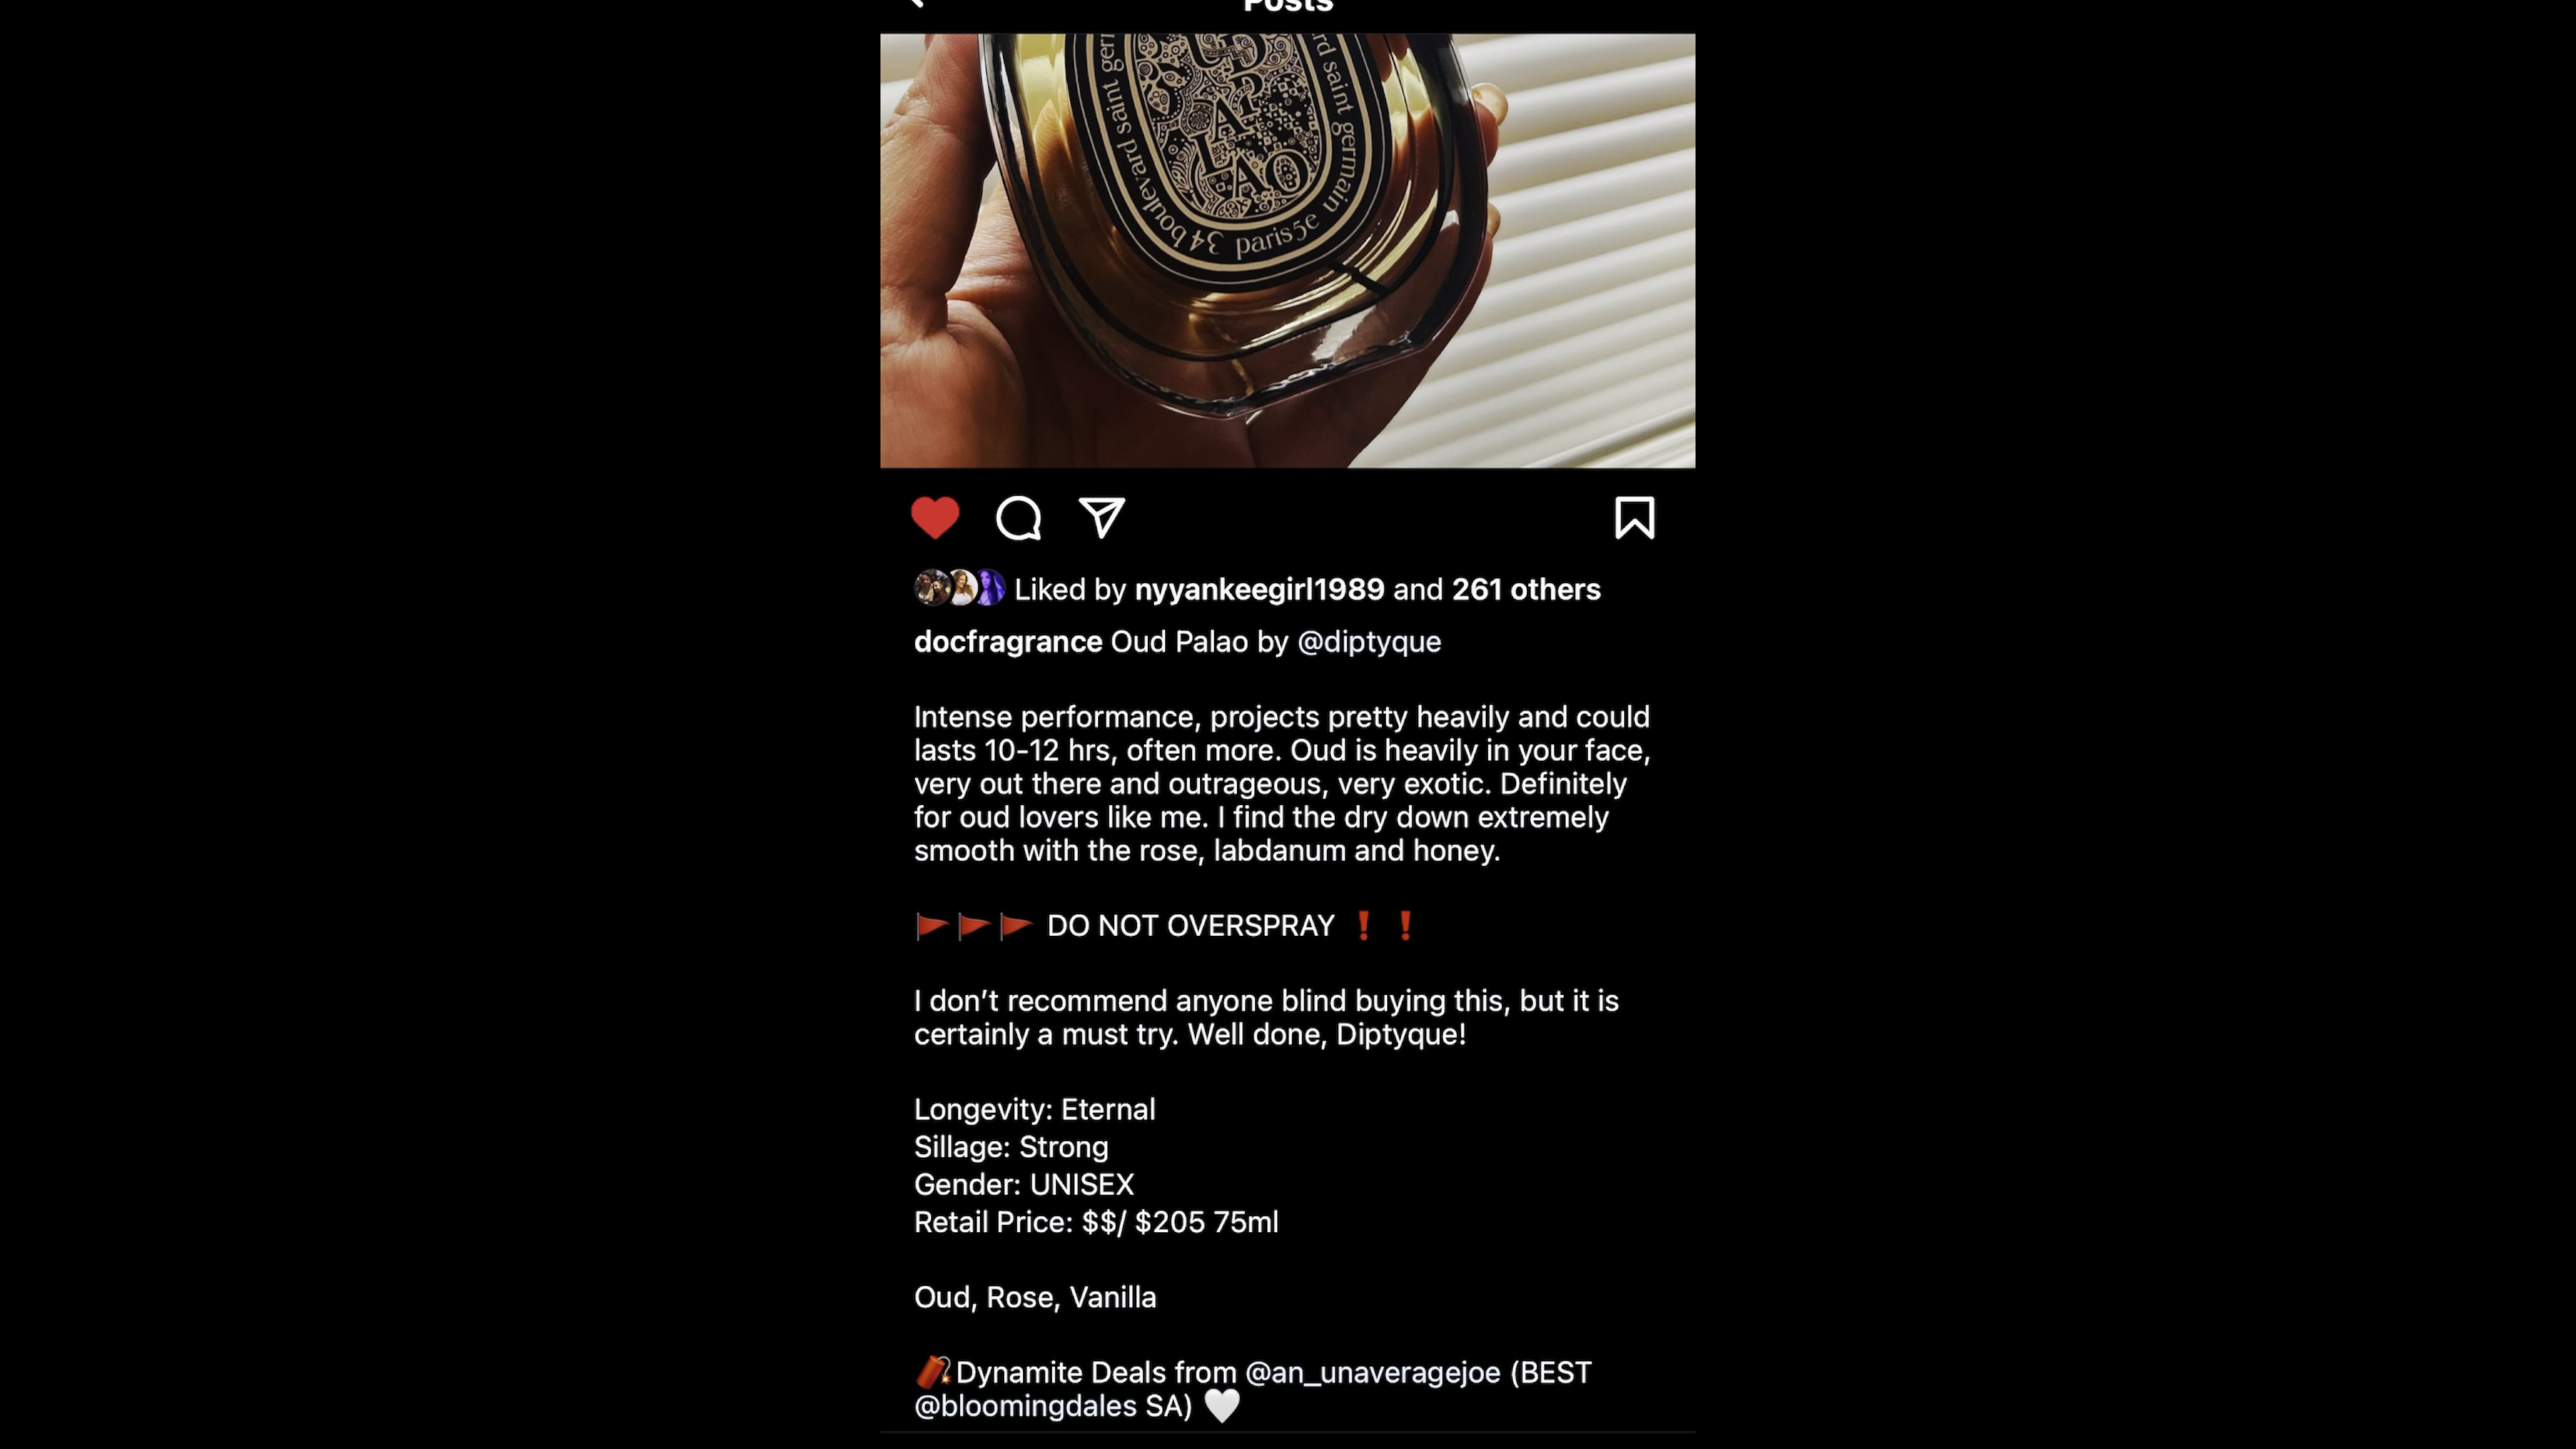 Posts
34 boulevard saint germain paris 5e
LAO
Liked by nyyankeegirl1989 and 261 others
docfragrance Oud Palao by @diptyque
Intense performance, projects pretty heavily and could
lasts 10-12 hrs, often more. Oud is heavily in your face,
very out there and outrageous, very exotic. Definitely
for oud lovers like me. I find the dry down extremely
smooth with the rose, labdanum and honey.
🚩🚩🚩 DO NOT OVERSPRAY ❗❗
I don’t recommend anyone blind buying this, but it is
certainly a must try. Well done, Diptyque!
Longevity: Eternal
Sillage: Strong
Gender: UNISEX
Retail Price: $$/ $205 75ml
Oud, Rose, Vanilla
🧨Dynamite Deals from @an_unaveragejoe (BEST
@bloomingdales SA) 🤍